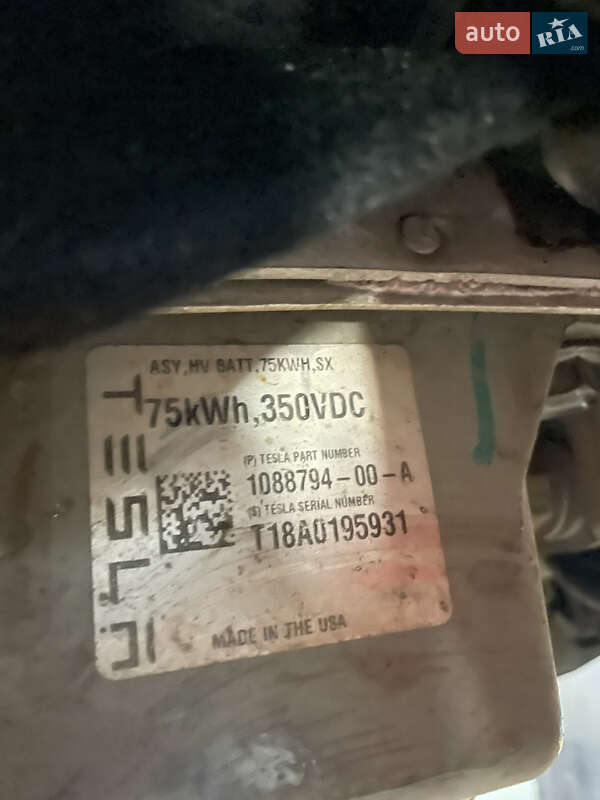 auto RIA
.com
ASY,HV BATT,75KWH,SX
75kWh,350VDC
(P) TESLA PART NUMBER
1088794-00-A
(S) TESLA SERIAL NUMBER
T18A0195931
MADE IN THE USA
TESLA